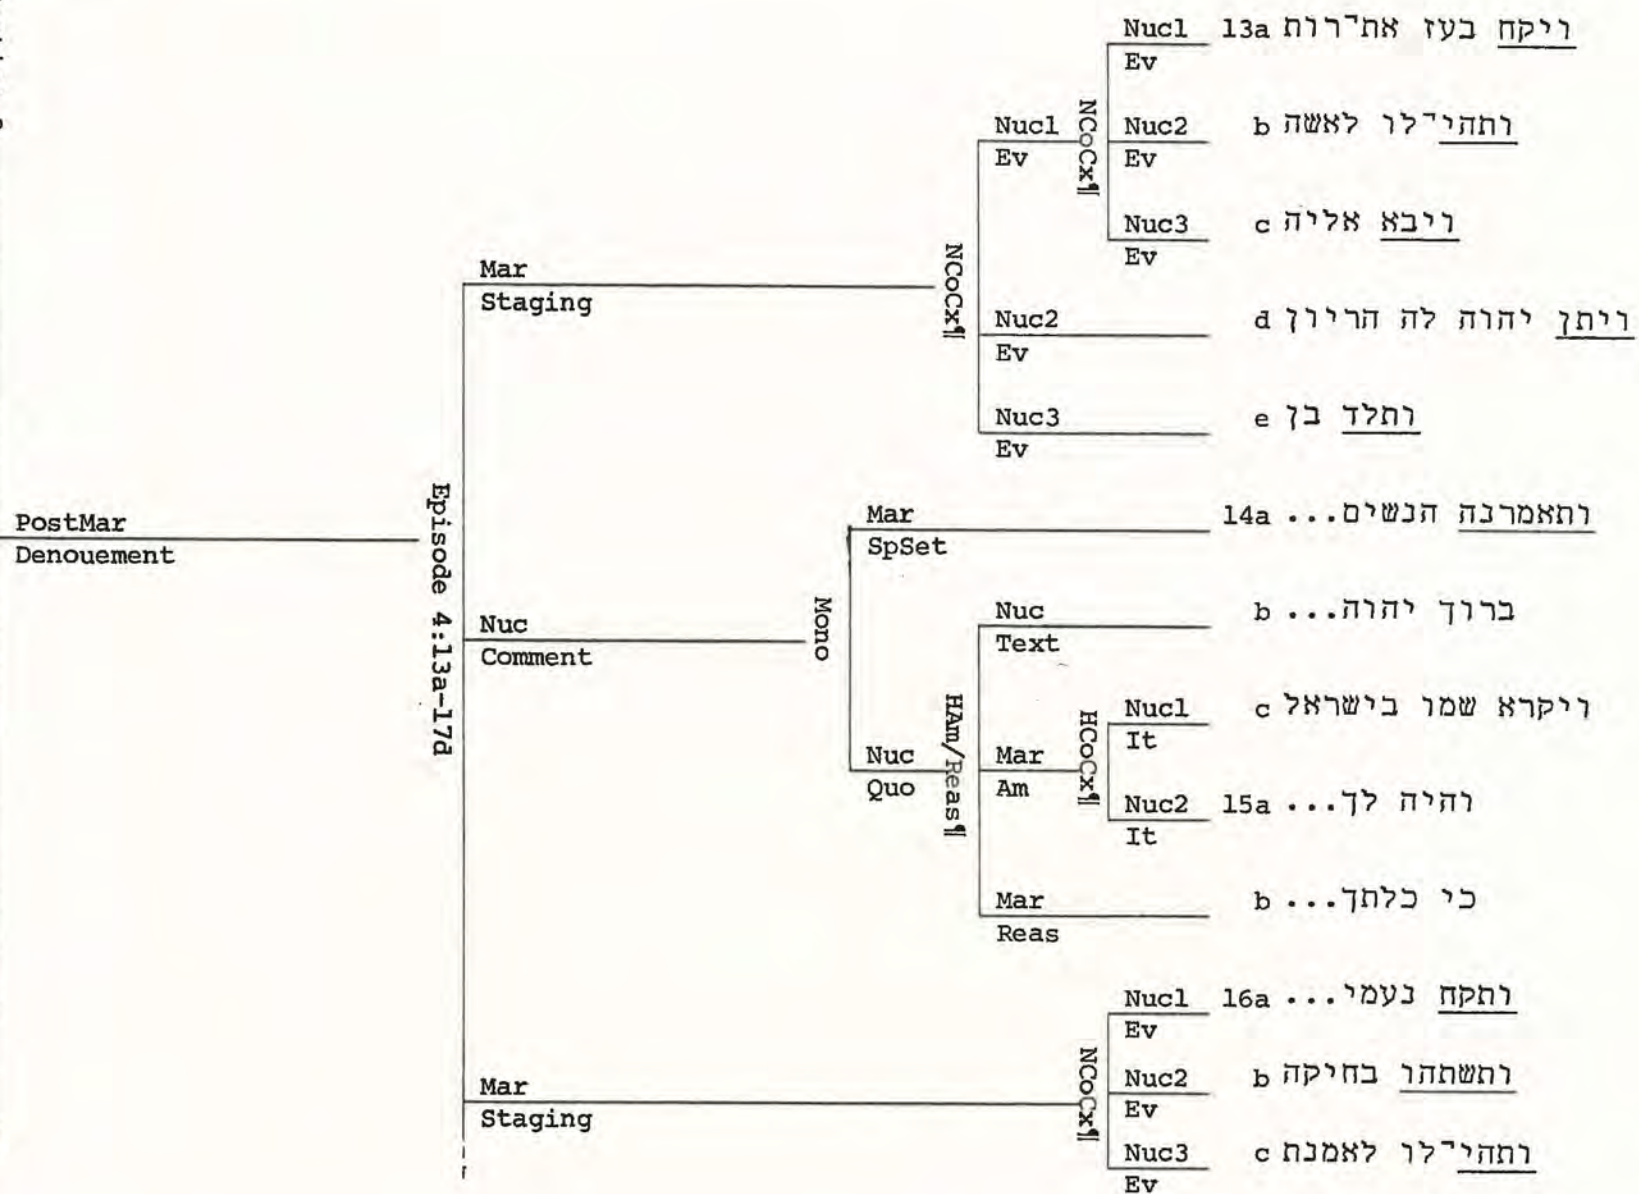 Nuc1 13a ויקח בעז את־רות
Ev
Nuc1 NCoCx¶ Nuc2 b ותהי־לו לאשה
Ev Ev
Nuc3 c ויבא אליה
Ev
Mar NCoCx¶
Staging
Nuc2 d ויתן יהוה לה הריון
Ev
Nuc3 e ותלד בן
Ev
PostMar Episode 4:13a-17d
Denouement
Mar 14a ותאמרנה הנשים...
SpSet
Nuc Mono Nuc b ברוך יהוה...
Comment Text
Nuc1 c ויקרא שמו בישראל
It
Nuc HAm/Reas¶ Mar HCoCx¶
Quo Am
Nuc2 15a והיה לך...
It
Mar b כי כלתך...
Reas
Nuc1 16a ותקח נעמי...
Ev
Mar NCoCx¶ Nuc2 b ותשתהו בחיקה
Staging Ev
Nuc3 c ותהי־לו לאמנת
Ev